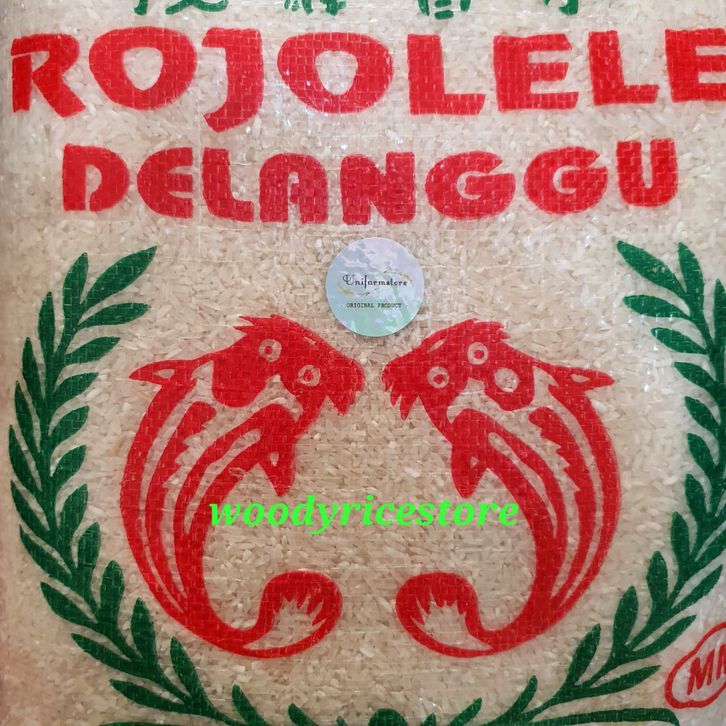 ROJOLELE
DELANGGU
Unifarmstore
ORIGINAL PRODUCT
woodyricestore